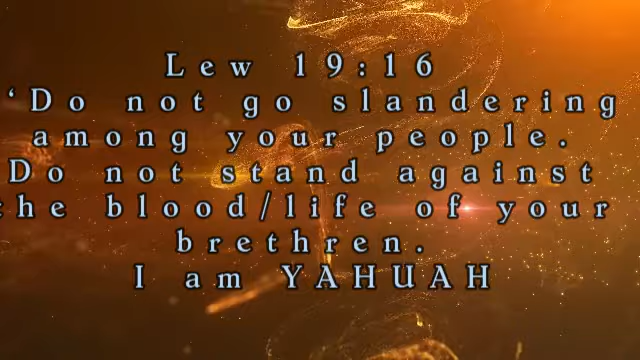 Lew 19:16
‘Do not go slandering
among your people.
Do not stand against
the blood/life of your
brethren.
I am YAHUAH